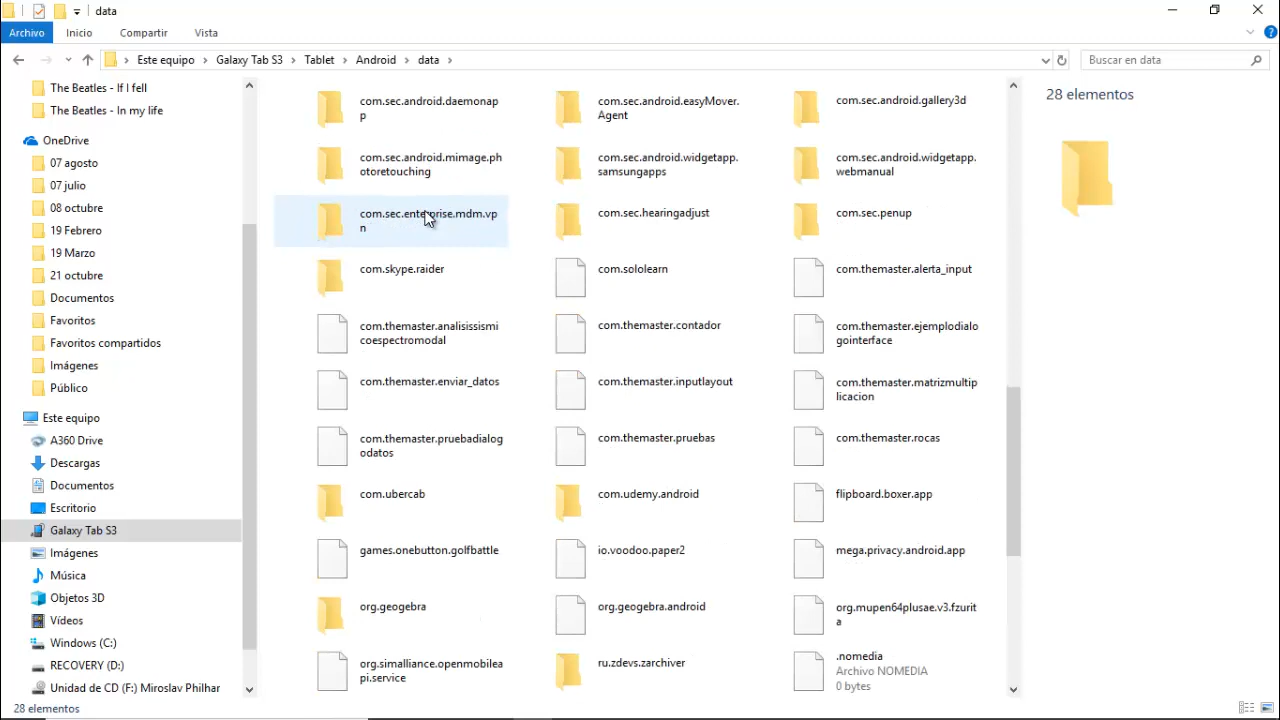 data
Archivo Inicio Compartir Vista
Este equipo Galaxy Tab S3 Tablet Android data
Buscar en data
The Beatles - If I fell
The Beatles - In my life
OneDrive
07 agosto
07 julio
08 octubre
19 Febrero
19 Marzo
21 octubre
Documentos
Favoritos
Favoritos compartidos
Imágenes
Público
Este equipo
A360 Drive
Descargas
Documentos
Escritorio
Galaxy Tab S3
Imágenes
Música
Objetos 3D
Vídeos
Windows (C:)
RECOVERY (D:)
Unidad de CD (F:) Miroslav Philhar
com.sec.android.daemonap
p
com.sec.android.easyMover.
Agent
com.sec.android.gallery3d
com.sec.android.mimage.ph
otoretouching
com.sec.android.widgetapp.
samsungapps
com.sec.android.widgetapp.
webmanual
com.sec.enterprise.mdm.vp
n
com.sec.hearingadjust
com.sec.penup
com.skype.raider
com.sololearn
com.themaster.alerta_input
com.themaster.analisissismi
coespectromodal
com.themaster.contador
com.themaster.ejemplodialo
gointerface
com.themaster.enviar_datos
com.themaster.inputlayout
com.themaster.matrizmultip
licacion
com.themaster.pruebadialog
odatos
com.themaster.pruebas
com.themaster.rocas
com.ubercab
com.udemy.android
flipboard.boxer.app
games.onebutton.golfbattle
io.voodoo.paper2
mega.privacy.android.app
org.geogebra
org.geogebra.android
org.mupen64plusae.v3.fzurit
a
org.simalliance.openmobilea
pi.service
ru.zdevs.zarchiver
.nomedia
Archivo NOMEDIA
0 bytes
28 elementos
28 elementos